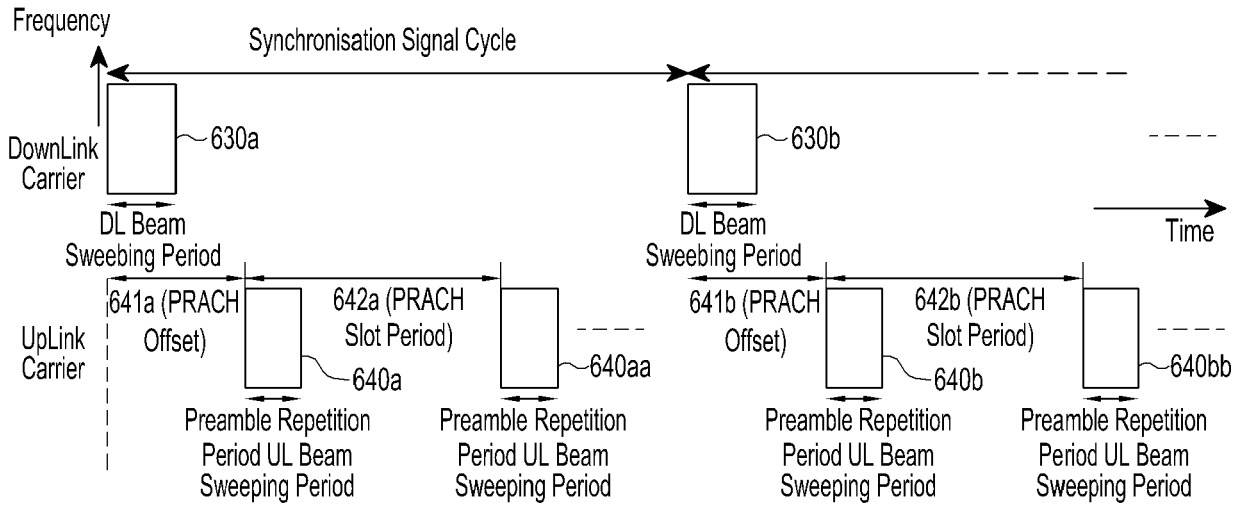 Frequency
Synchronisation Signal Cycle
630a
630b
DownLink
Carrier
DL Beam
Sweebing Period
DL Beam
Sweebing Period
Time
641a (PRACH
Offset)
642a (PRACH
Slot Period)
641b (PRACH
Offset)
642b (PRACH
Slot Period)
UpLink
Carrier
640a
640aa
640b
640bb
Preamble Repetition
Period UL Beam
Sweeping Period
Preamble Repetition
Period UL Beam
Sweeping Period
Preamble Repetition
Period UL Beam
Sweeping Period
Preamble Repetition
Period UL Beam
Sweeping Period